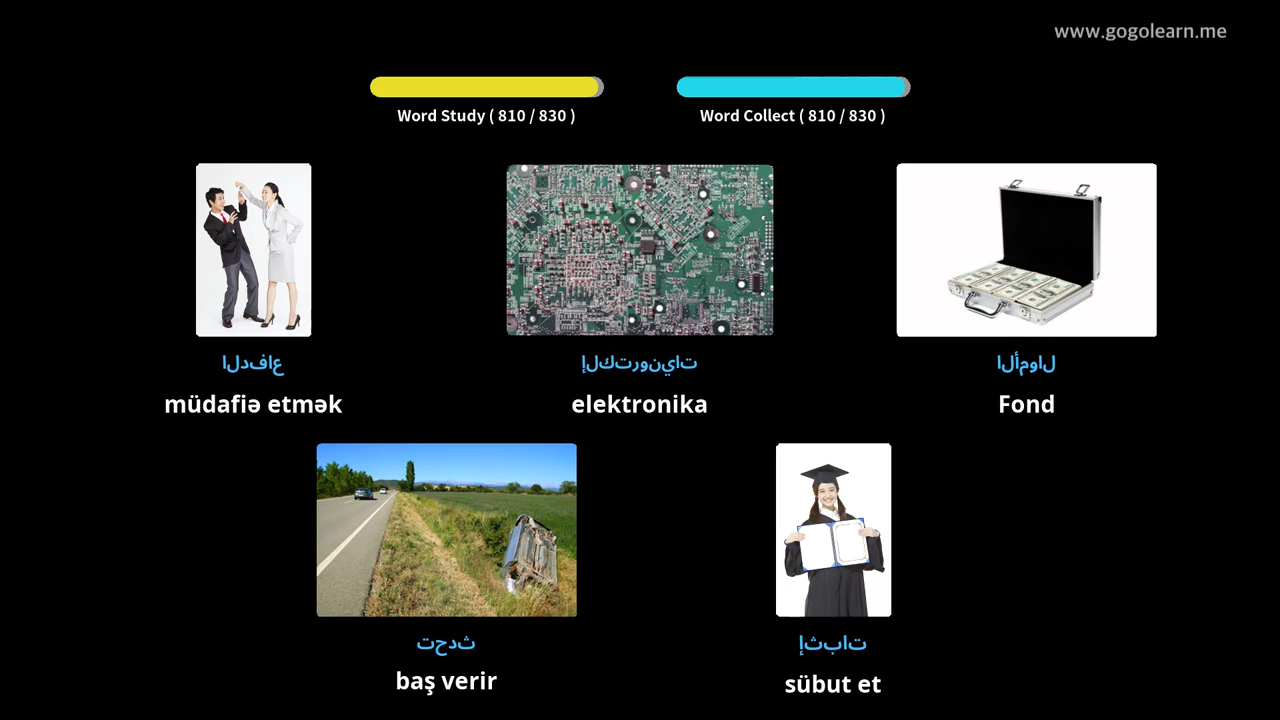 www.gogolearn.me
Word Study ( 810 / 830 )
Word Collect ( 810 / 830 )
الدفاع
إلكترونيات
الأموال
müdafiə etmək
elektronika
Fond
تحدث
إثبات
baş verir
sübut et